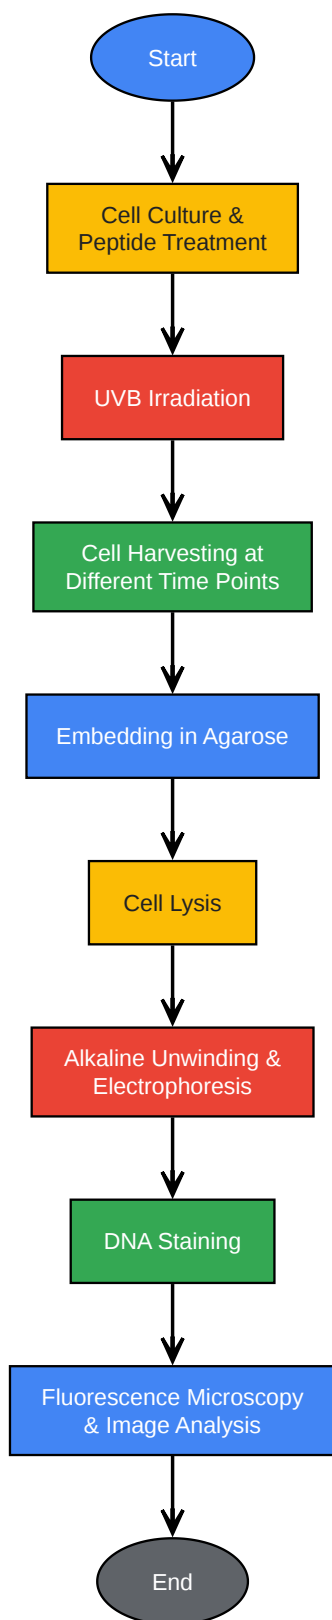 Start
Cell Culture &
Peptide Treatment
UVB Irradiation
Cell Harvesting at
Different Time Points
Embedding in Agarose
Cell Lysis
Alkaline Unwinding &
Electrophoresis
DNA Staining
Fluorescence Microscopy
& Image Analysis
End